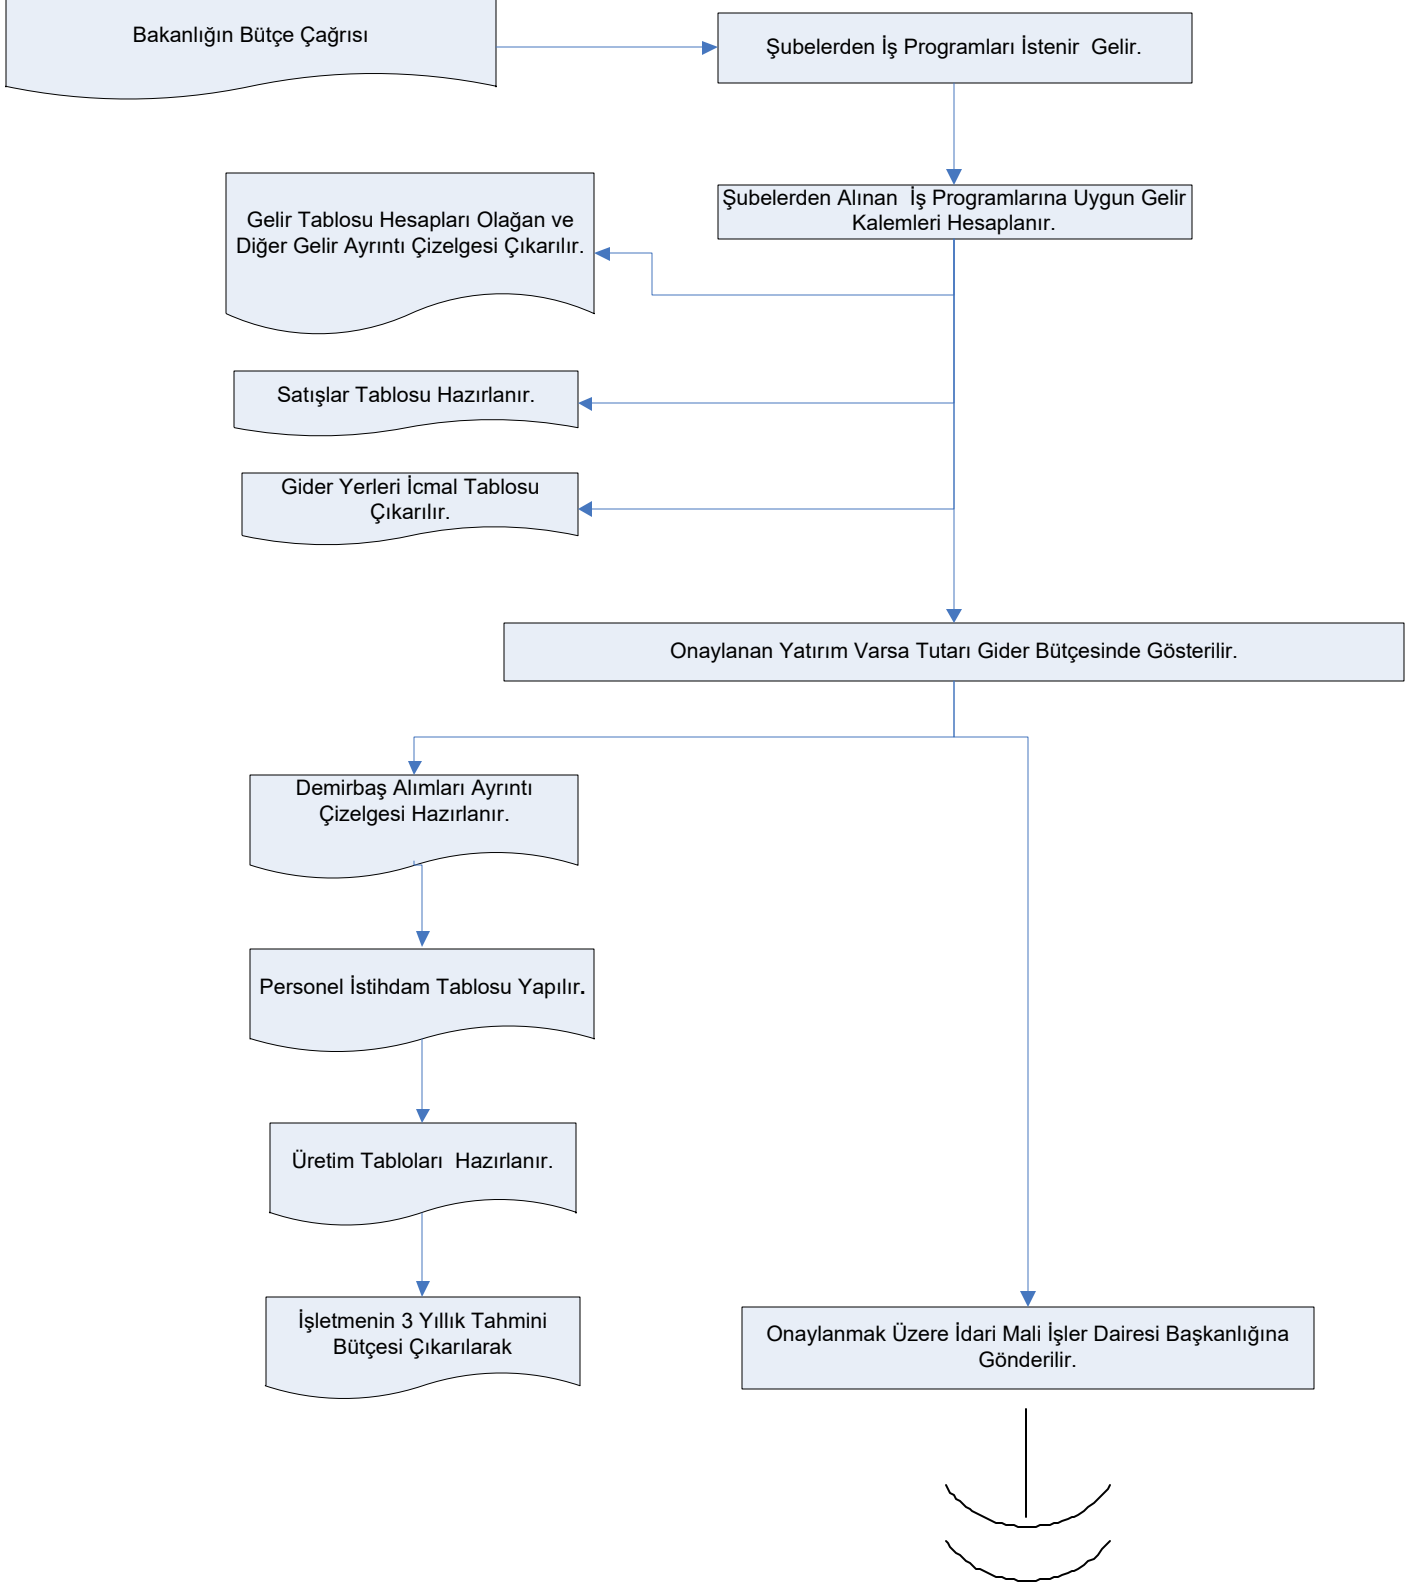 Bakanlığın Bütçe Çağrısı
Şubelerden İş Programları İstenir  Gelir.
Şubelerden Alınan  İş Programlarına Uygun Gelir
Kalemleri Hesaplanır.
Gelir Tablosu Hesapları Olağan ve
Diğer Gelir Ayrıntı Çizelgesi Çıkarılır.
Satışlar Tablosu Hazırlanır.
Gider Yerleri İcmal Tablosu
Çıkarılır.
Onaylanan Yatırım Varsa Tutarı Gider Bütçesinde Gösterilir.
Demirbaş Alımları Ayrıntı
Çizelgesi Hazırlanır.
Personel İstihdam Tablosu Yapılır.
Üretim Tabloları  Hazırlanır.
İşletmenin 3 Yıllık Tahmini
Bütçesi Çıkarılarak
Onaylanmak Üzere İdari Mali İşler Dairesi Başkanlığına
Gönderilir.